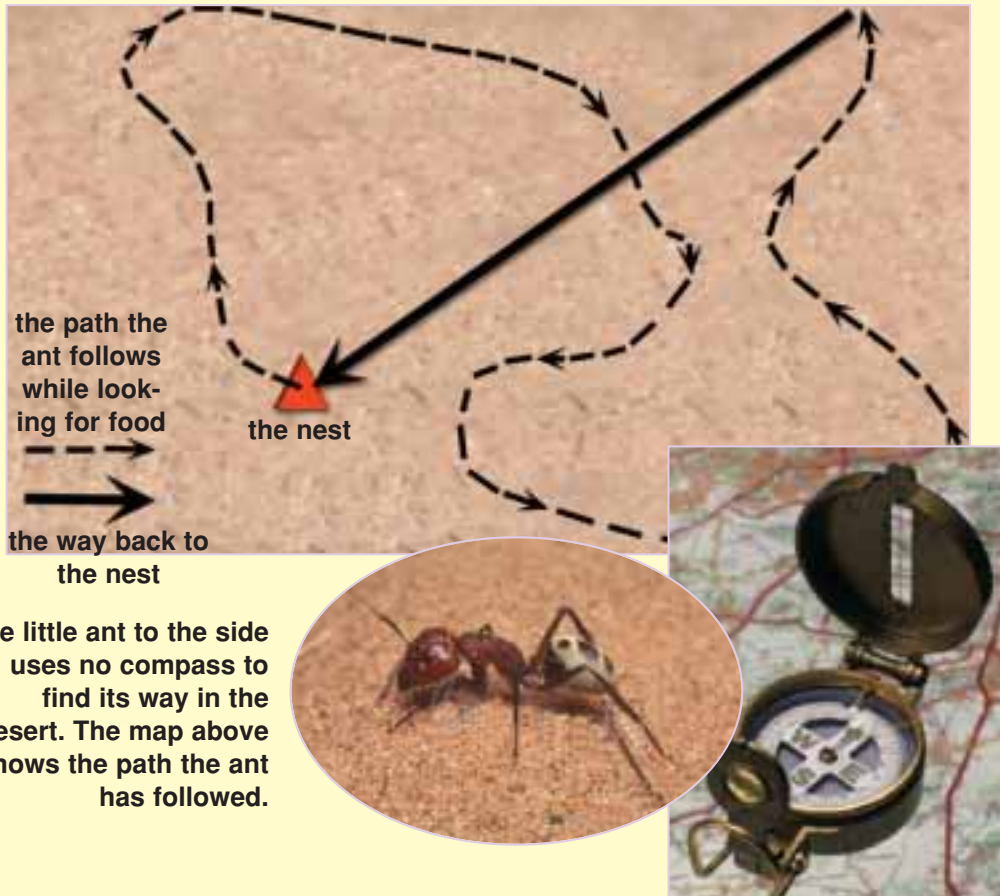 the path the
ant follows
while look-
ing for food
the nest
the way back to
the nest
e little ant to the side
uses no compass to
find its way in the
esert. The map above
hows the path the ant
has followed.